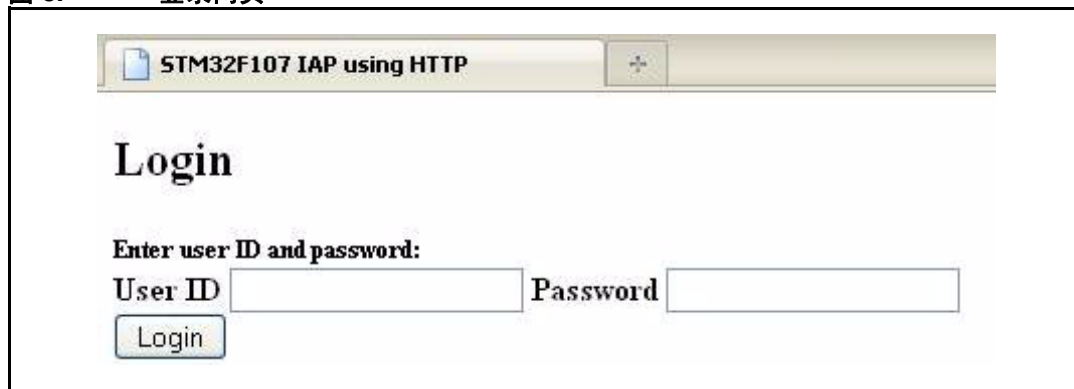 STM32F107 IAP using HTTP
Login
Enter user ID and password:
User ID Password
Login